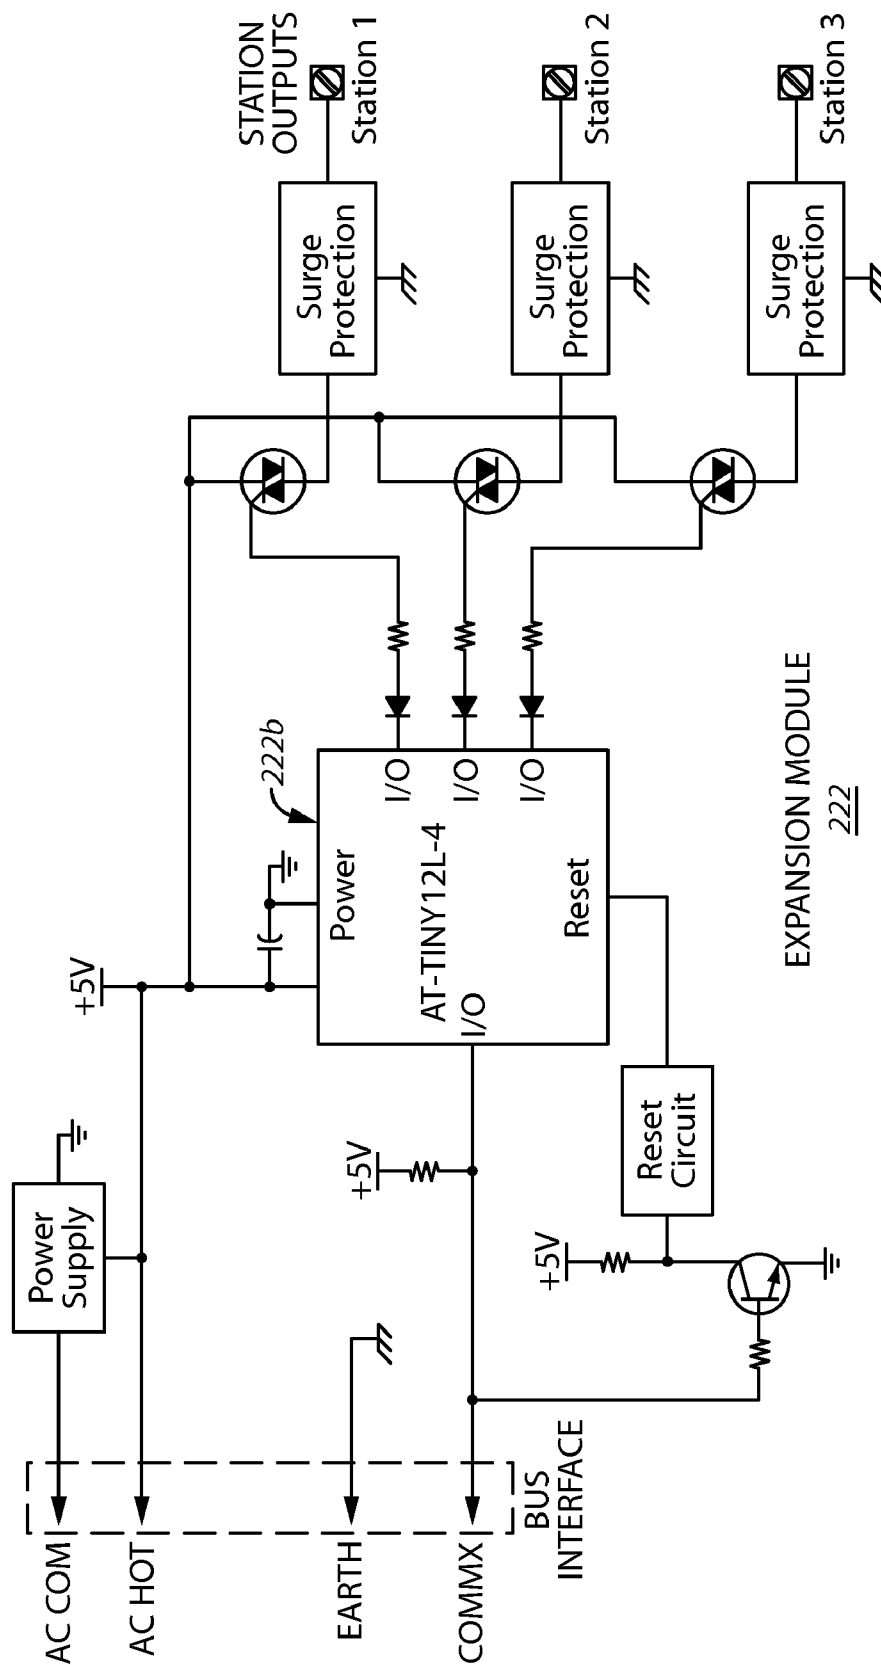 AC COM
AC HOT
EARTH
COMMX
BUS
INTERFACE
Power
Supply
+5V
+5V
+5V
Reset
Circuit
222b
Power
AT-TINY12L-4
I/O
Reset
I/O
I/O
I/O
Surge
Protection
Surge
Protection
Surge
Protection
STATION
OUTPUTS
Station 1
Station 2
Station 3
EXPANSION MODULE
222